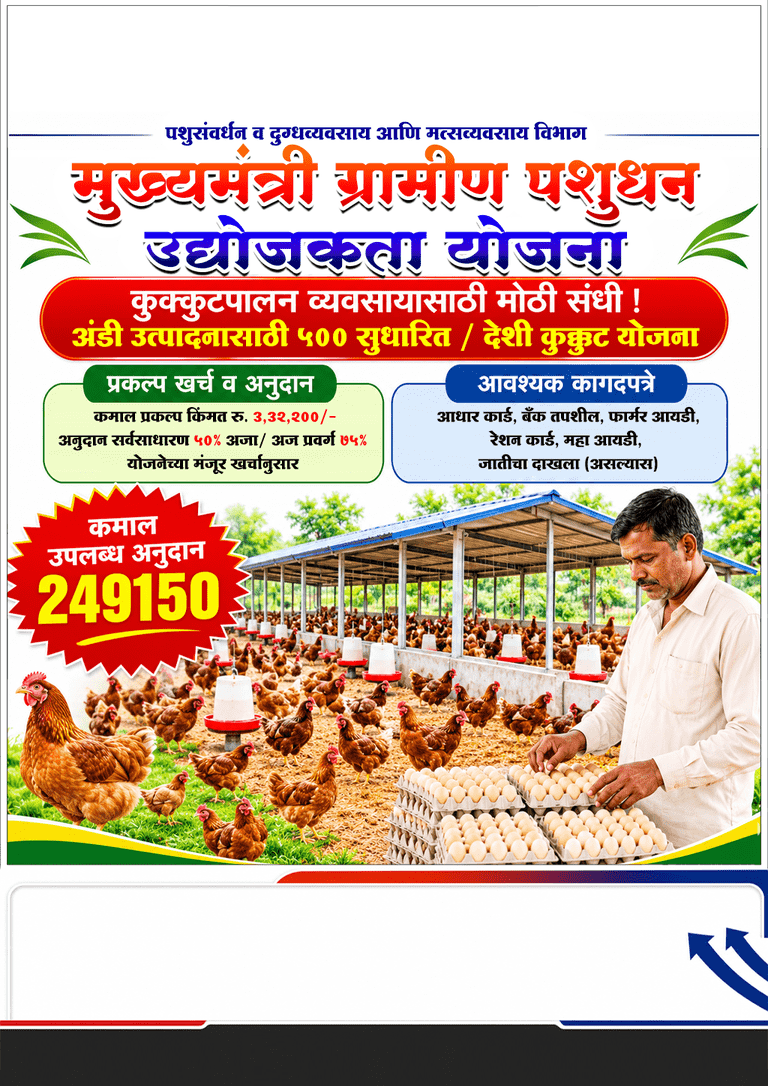 पशुसंवर्धन व दुग्धव्यवसाय आणि मत्सव्यवसाय विभाग
मुख्यमंत्री ग्रामीण पशुधन
उद्योजकता योजना
कुक्कुटपालन व्यवसायासाठी मोठी संधी !
अंडी उत्पादनासाठी ५०० सुधारित / देशी कुक्कुट योजना
प्रकल्प खर्च व अनुदान
कमाल प्रकल्प किंमत रु. ३,३२,२००/-
अनुदान सर्वसाधारण ५०% अजा/ अज प्रवर्ग ७५%
योजनेच्या मंजूर खर्चानुसार
आवश्यक कागदपत्रे
आधार कार्ड, बँक तपशील, फार्मर आयडी,
रेशन कार्ड, महा आयडी,
जातीचा दाखला (असल्यास)
कमाल
उपलब्ध अनुदान
249150